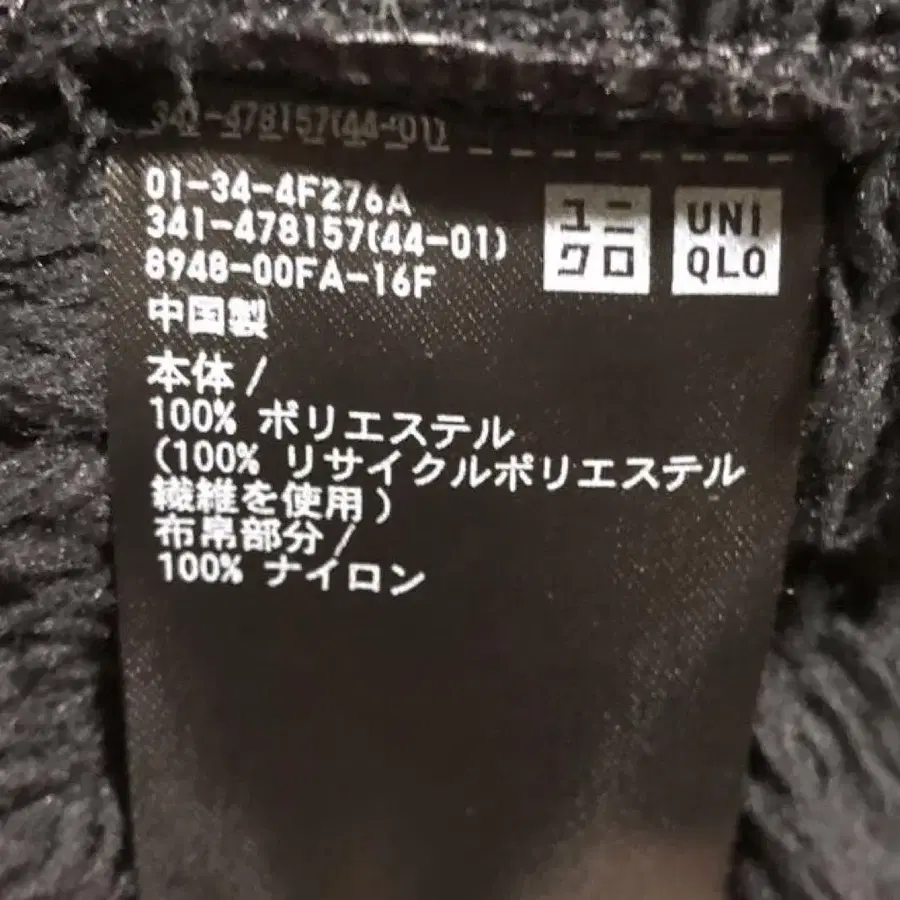 341-478157(44-01)
01-34-4F276A
341-478157(44-01)
8948-00FA-16F
ユニ
クロ
UNI
QLO
中国製
本体/
100% ポリエステル
(100% リサイクルポリエステル
繊維を使用)
布帛部分/
100% ナイロン